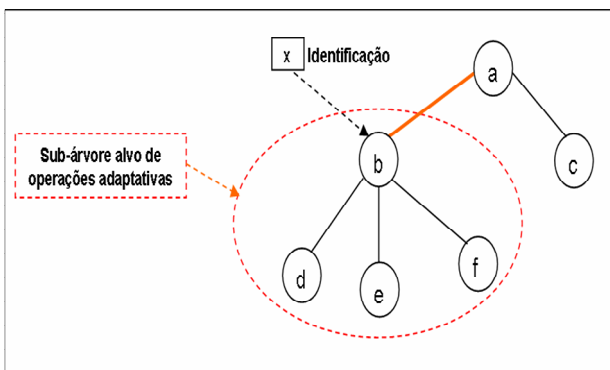 x Identificação
a
Sub-árvore alvo de
operações adaptativas
b
c
d
e
f